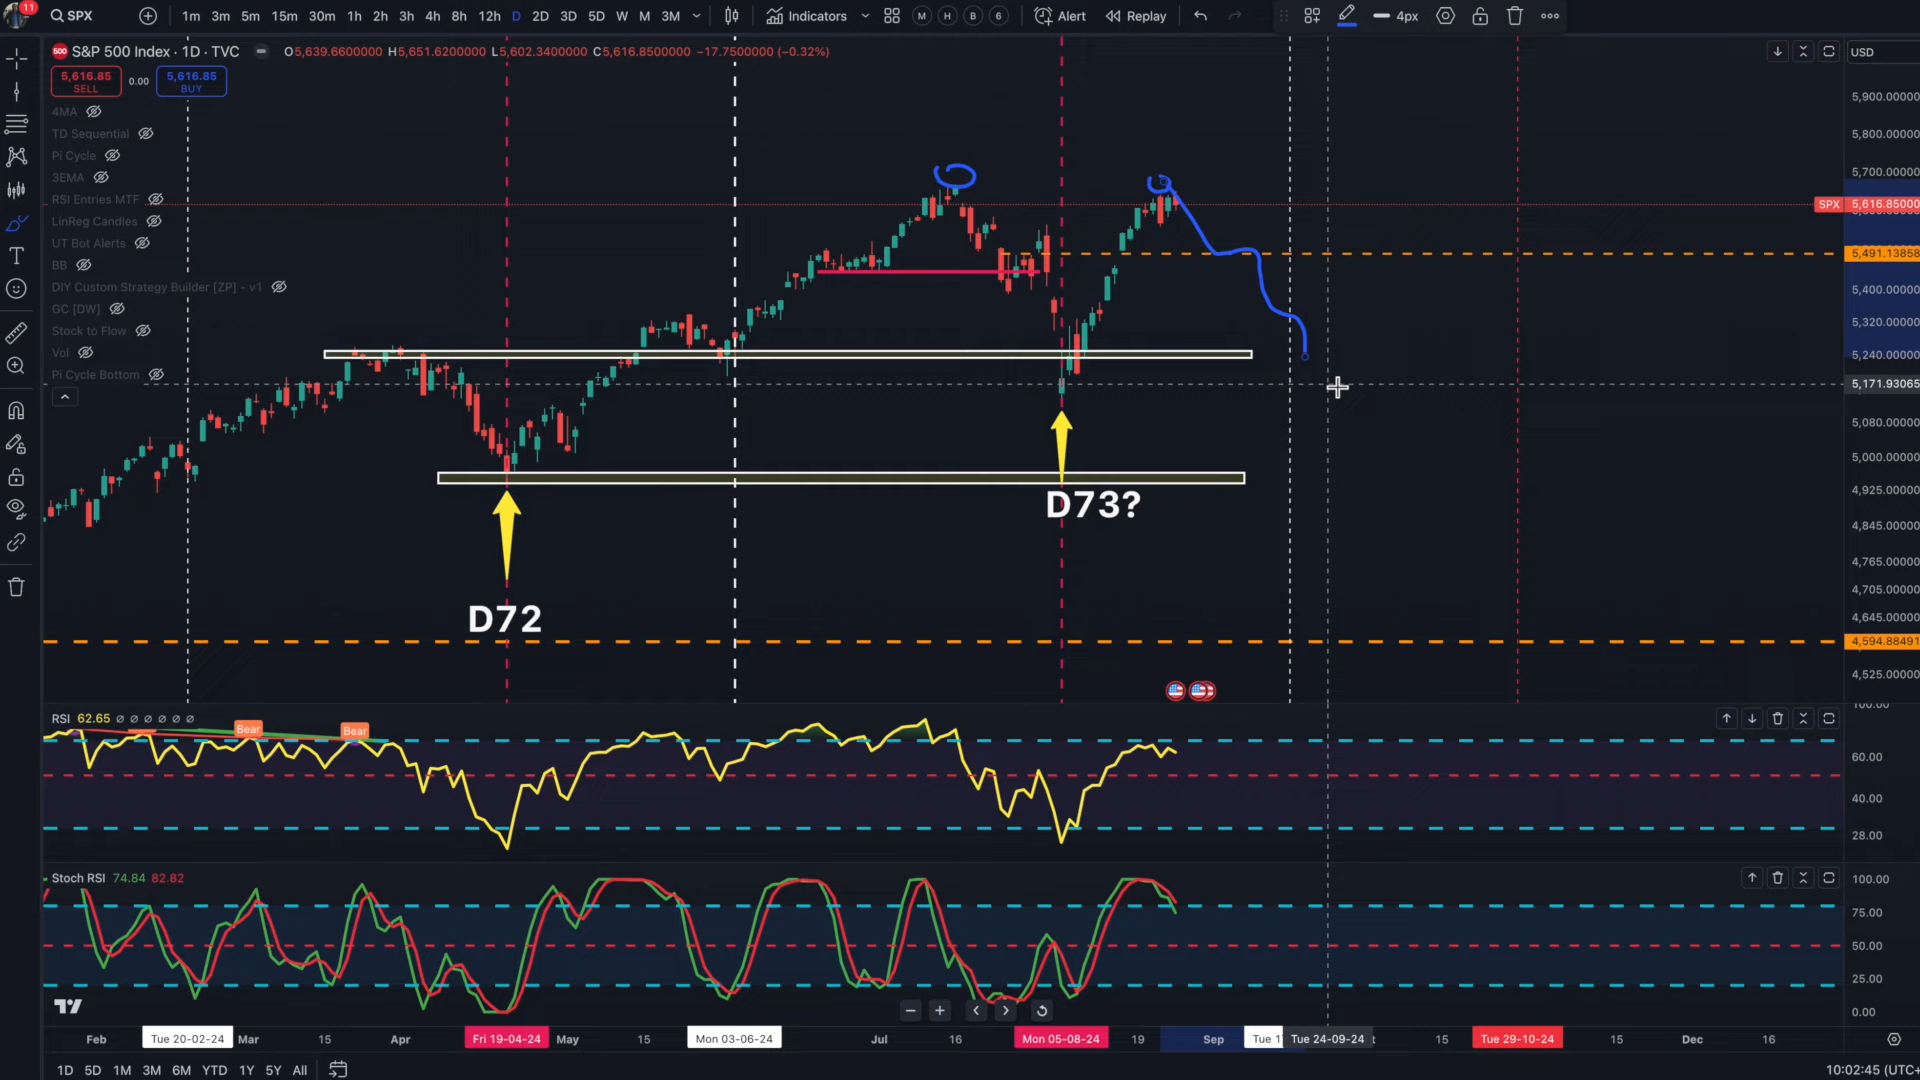 11
SPX
1m 3m 5m 15m 30m 1h 2h 3h 4h 8h 12h D 2D 3D 5D W M 3M
Indicators
M H B 6
Alert Replay
4px
500 S&P 500 Index · 1D · TVC O5,639.6600000 H5,651.6200000 L5,602.3400000 C5,616.8500000 −17.7500000 (−0.32%)
USD
5,616.85 SELL 0.00 5,616.85 BUY
4MA
TD Sequential
Pi Cycle
3EMA
RSI Entries MTF
LinReg Candles
UT Bot Alerts
BB
DIY Custom Strategy Builder [ZP] - v1
GC [DW]
Stock to Flow
Vol
Pi Cycle Bottom
5,900.00000
5,800.00000
5,700.00000
SPX 5,616.85000
5,491.13858
5,400.00000
5,320.00000
5,240.00000
5,171.93065
5,080.00000
5,000.00000
4,925.00000
4,845.00000
4,765.00000
4,705.00000
4,645.00000
4,594.88491
4,525.00000
D73?
D72
RSI 62.65 ∅ ∅ ∅ ∅ ∅ ∅
Bear
Bear
100.00
60.00
40.00
28.00
Stoch RSI 74.84 82.82
100.00
75.00
50.00
25.00
0.00
Feb Tue 20-02-24 Mar 15 Apr Fri 19-04-24 May 15 Mon 03-06-24 Jul 16 Mon 05-08-24 19 Sep Tue 1 Tue 24-09-24 15 Tue 29-10-24 15 Dec 16
1D 5D 1M 3M 6M YTD 1Y 5Y All
10:02:45 (UTC+